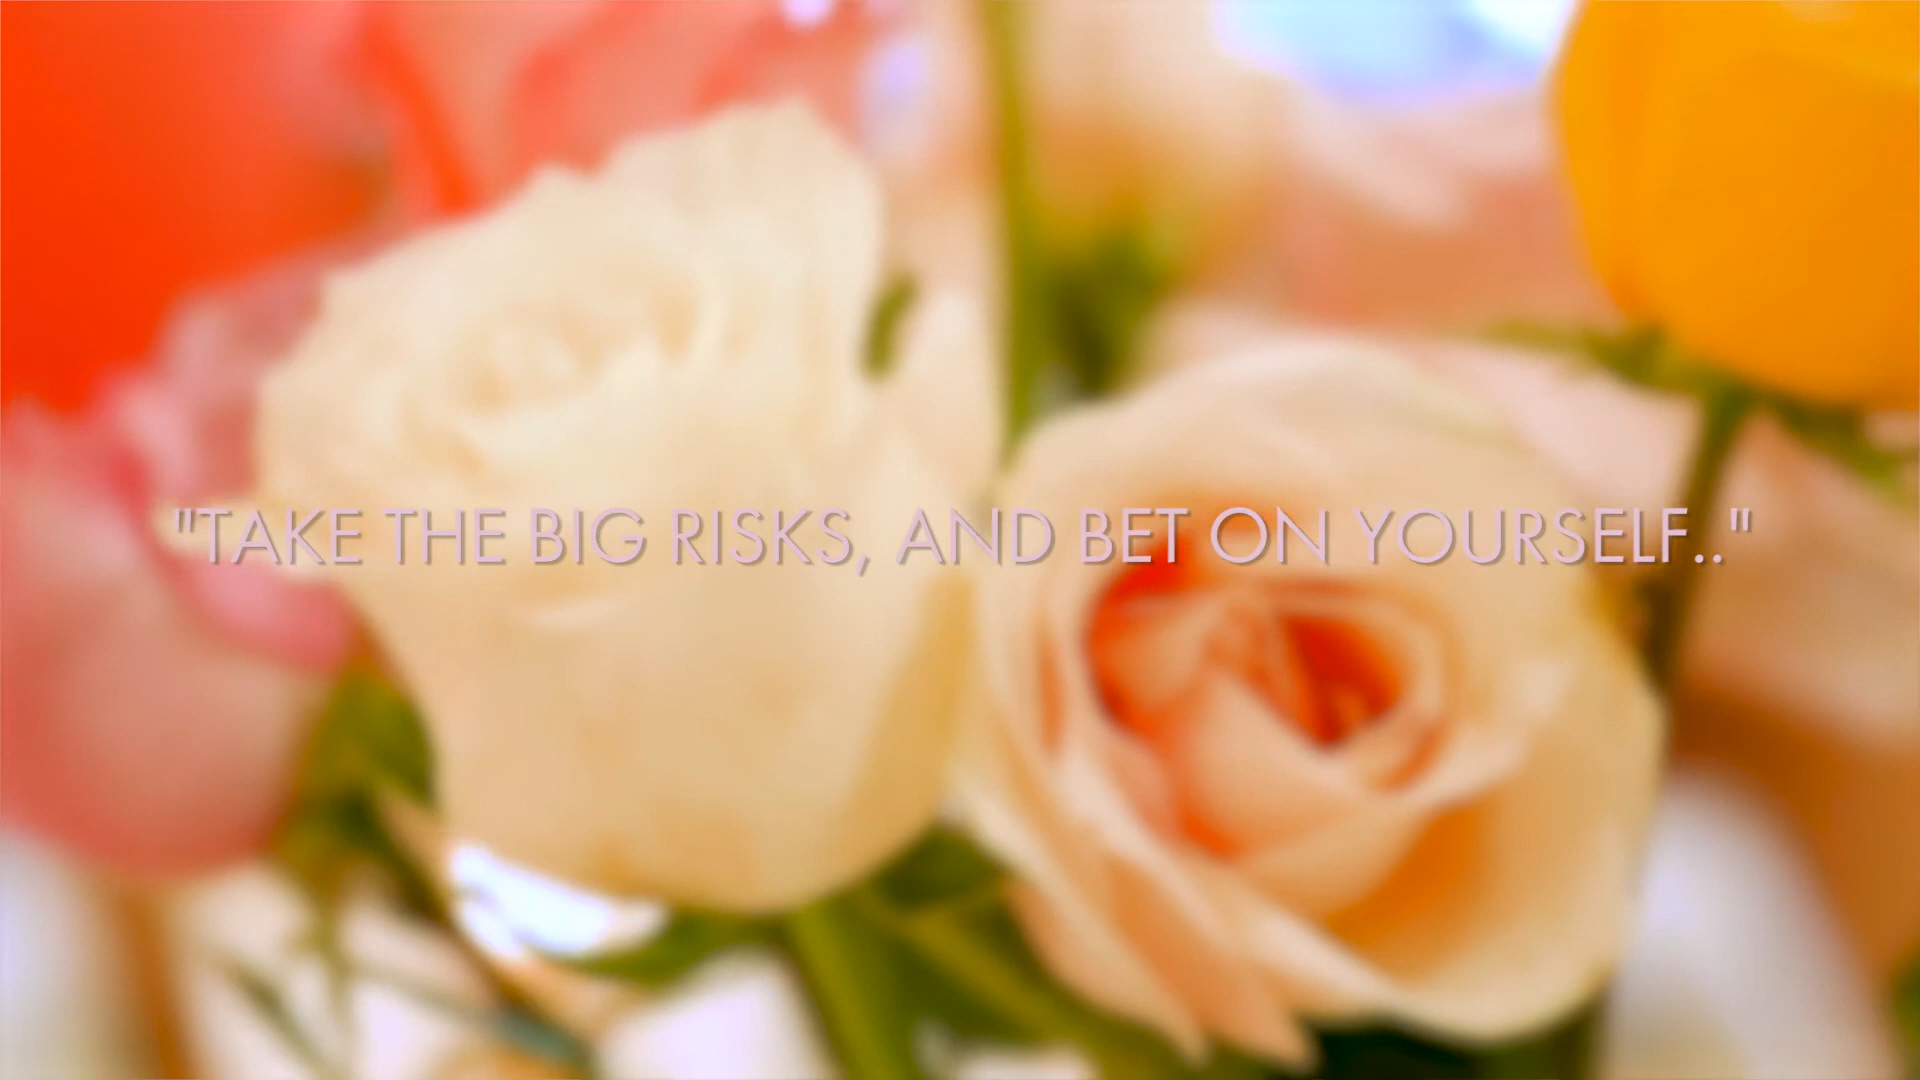 "TAKE THE BIG RISKS, AND BET ON YOURSELF.."